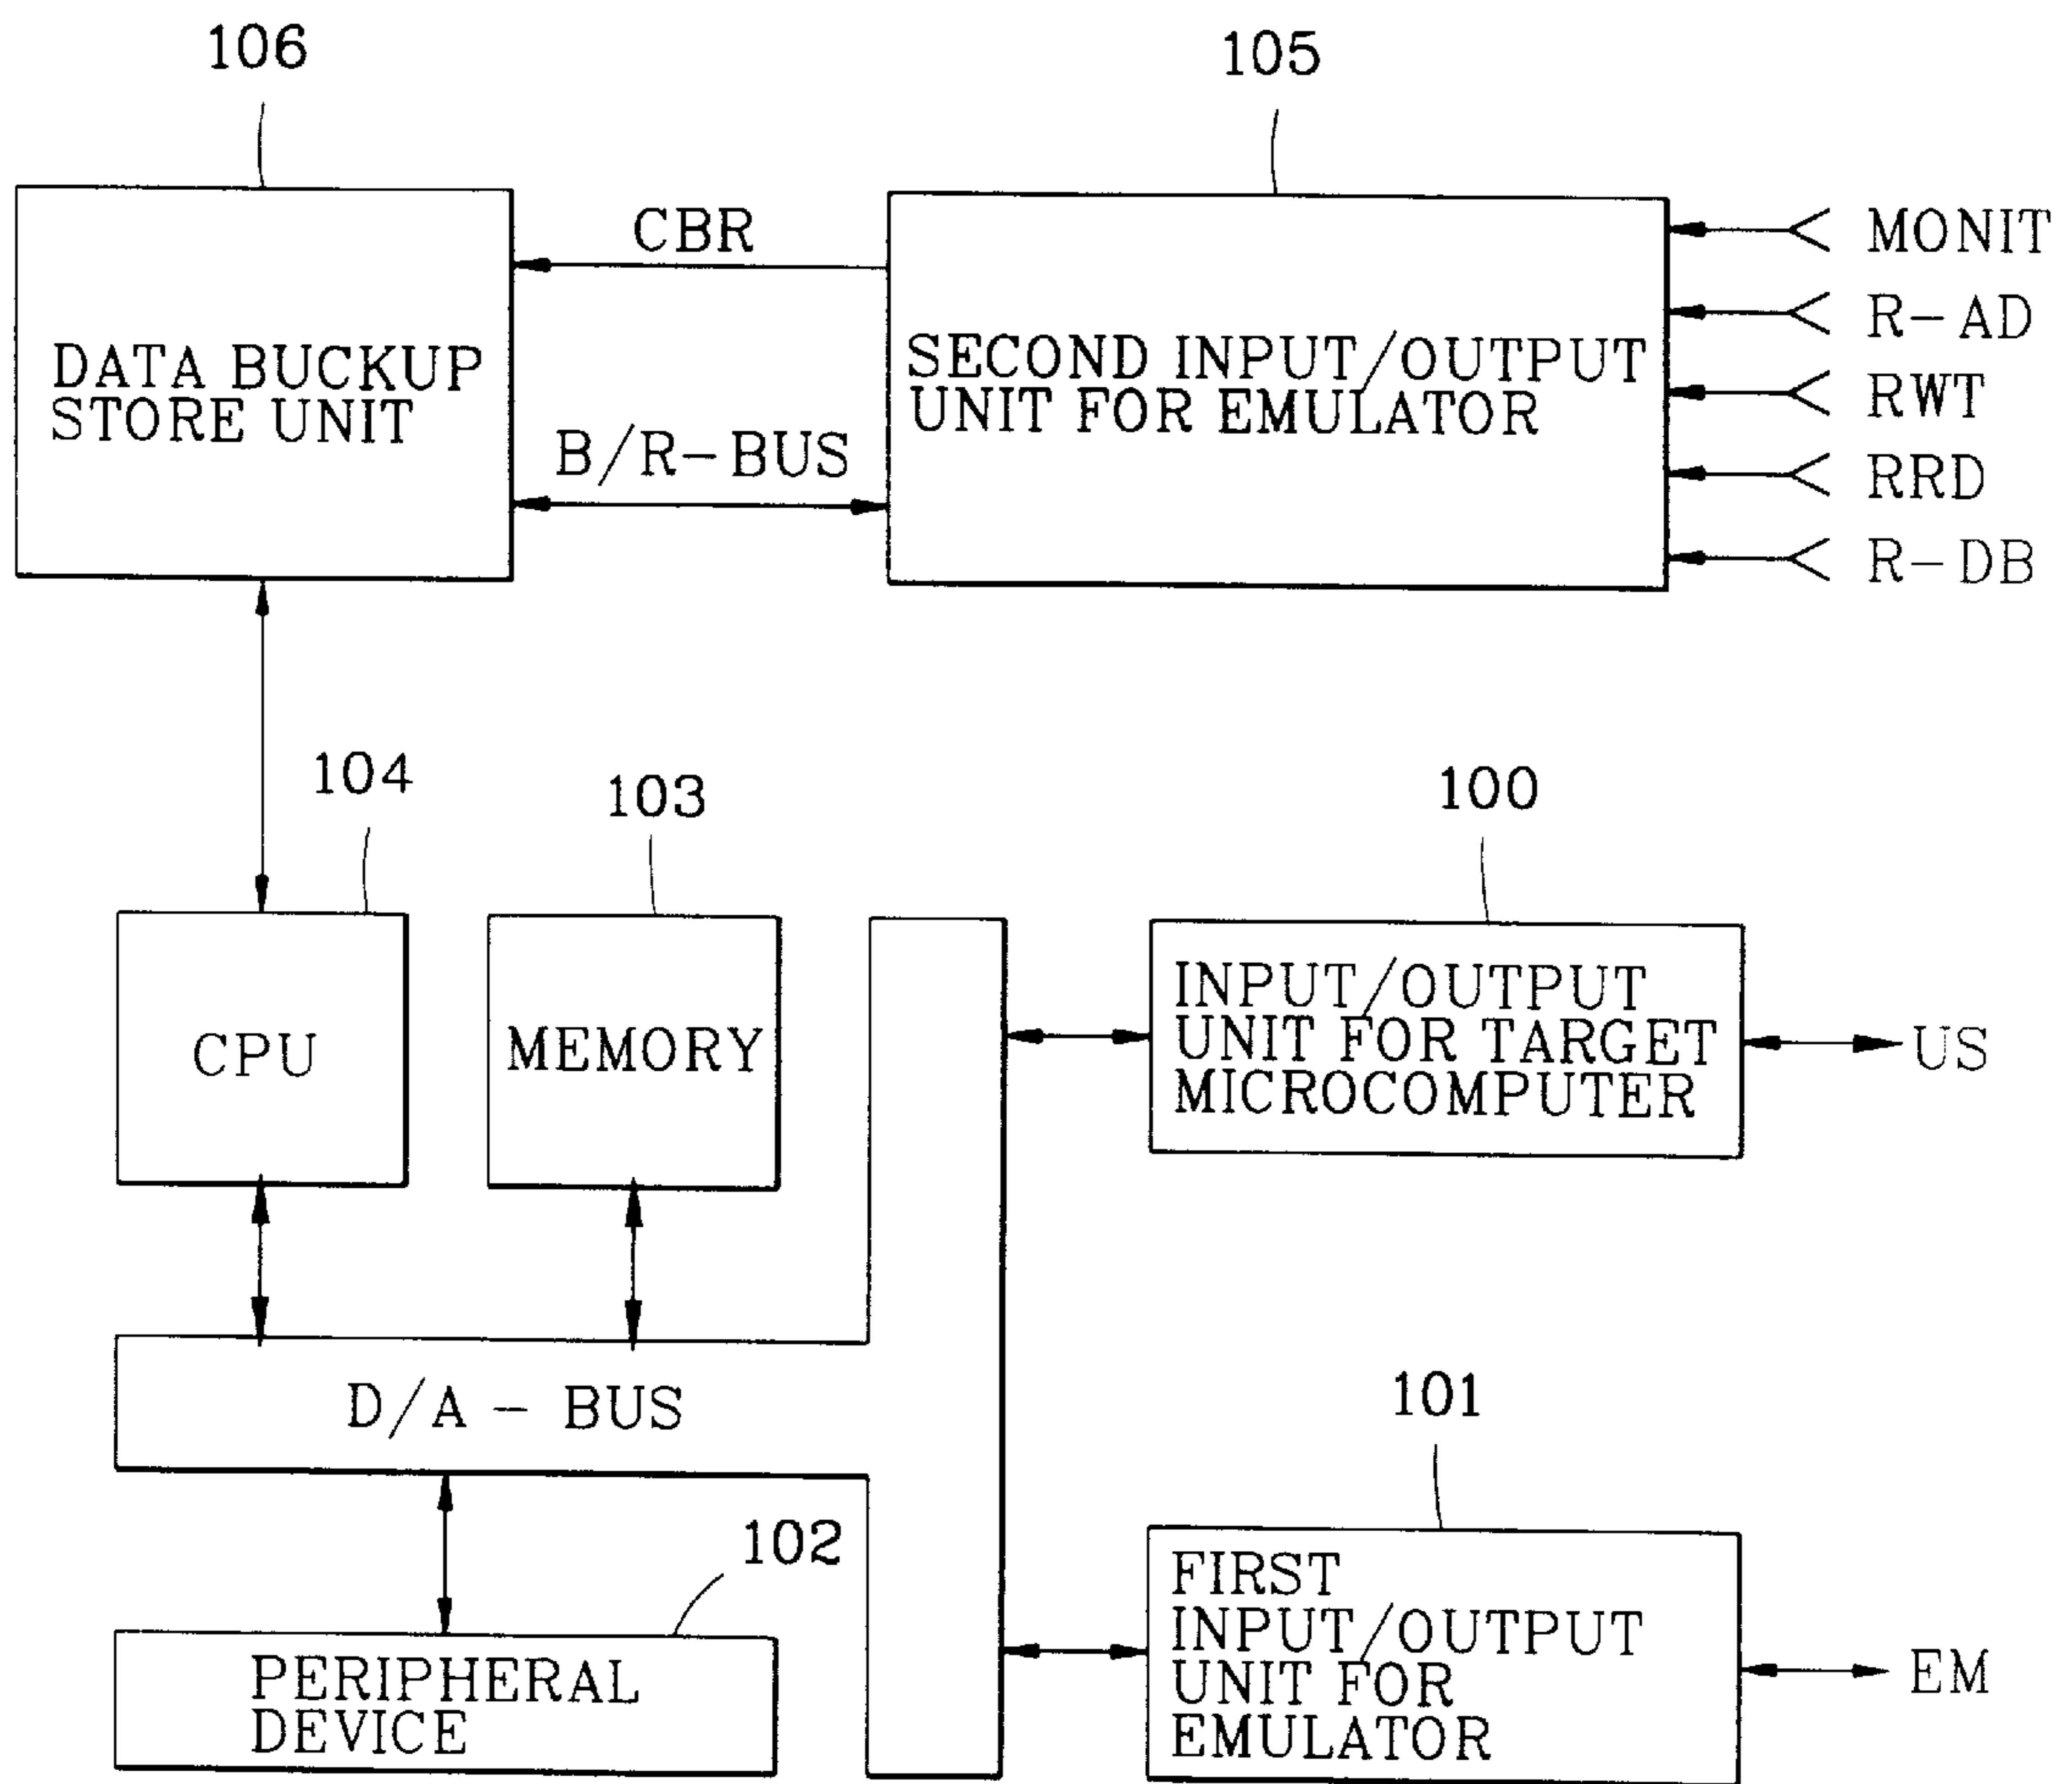 106
105
CBR
MONIT
R-AD
DATA BUCKUP
STORE UNIT
SECOND INPUT/OUTPUT
UNIT FOR EMULATOR
RWT
B/R-BUS
RRD
R-DB
104
103
100
CPU
MEMORY
INPUT/OUTPUT
UNIT FOR TARGET
MICROCOMPUTER
US
D/A - BUS
101
102
PERIPHERAL
DEVICE
FIRST
INPUT/OUTPUT
UNIT FOR
EMULATOR
EM